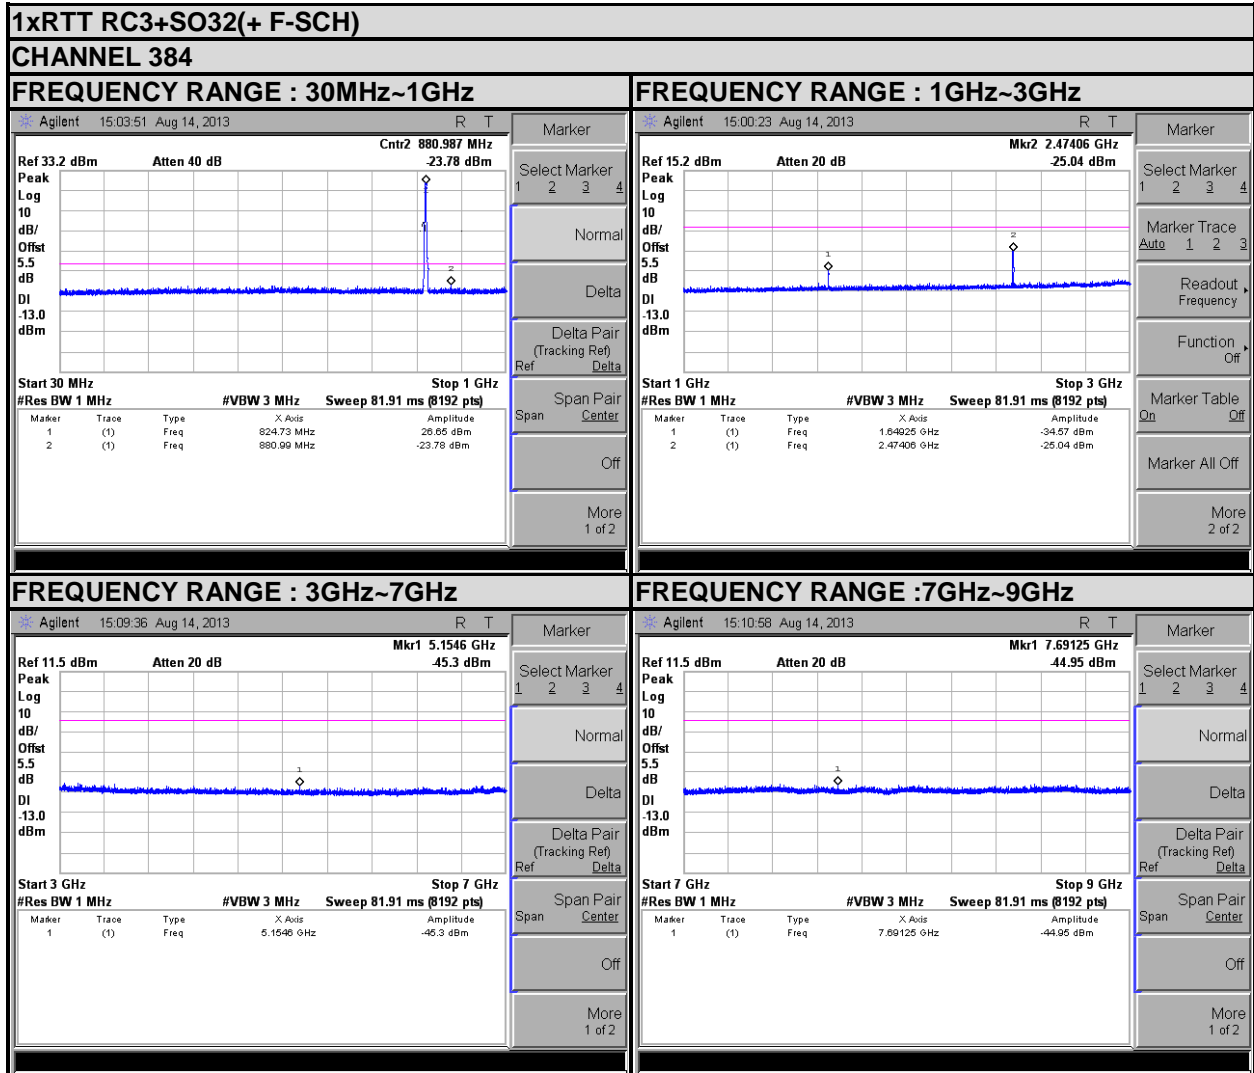 1xRTT RC3+SO32(+ F-SCH)
CHANNEL 384
FREQUENCY RANGE : 30MHz~1GHz
Agilent 15:03:51 Aug 14, 2013 R T
Cntr2 880.987 MHz
Ref 33.2 dBm Atten 40 dB -23.78 dBm
Peak
Log
10
dB/
Offst
5.5
dB
DI
-13.0
dBm
2
Start 30 MHz Stop 1 GHz
#Res BW 1 MHz #VBW 3 MHz Sweep 81.91 ms (8192 pts)
Marker Trace Type X Axis Amplitude
1 (1) Freq 824.73 MHz 26.65 dBm
2 (1) Freq 880.99 MHz -23.78 dBm
Marker
Select Marker
1 2 3 4
Normal
Delta
Delta Pair
(Tracking Ref)
Ref Delta
Span Pair
Span Center
Off
More
1 of 2
FREQUENCY RANGE : 1GHz~3GHz
Agilent 15:00:23 Aug 14, 2013 R T
Mkr2 2.47406 GHz
Ref 15.2 dBm Atten 20 dB -25.04 dBm
Peak
Log
10
dB/
Offst
5.5
dB
DI
-13.0
dBm
1
2
Start 1 GHz Stop 3 GHz
#Res BW 1 MHz #VBW 3 MHz Sweep 81.91 ms (8192 pts)
Marker Trace Type X Axis Amplitude
1 (1) Freq 1.64925 GHz -34.57 dBm
2 (1) Freq 2.47406 GHz -25.04 dBm
Marker
Select Marker
1 2 3 4
Marker Trace
Auto 1 2 3
Readout
Frequency
Function
Off
Marker Table
On Off
Marker All Off
More
2 of 2
FREQUENCY RANGE : 3GHz~7GHz
Agilent 15:09:36 Aug 14, 2013 R T
Mkr1 5.1546 GHz
Ref 11.5 dBm Atten 20 dB -45.3 dBm
Peak
Log
10
dB/
Offst
5.5
dB
DI
-13.0
dBm
1
Start 3 GHz Stop 7 GHz
#Res BW 1 MHz #VBW 3 MHz Sweep 81.91 ms (8192 pts)
Marker Trace Type X Axis Amplitude
1 (1) Freq 5.1546 GHz -45.3 dBm
Marker
Select Marker
1 2 3 4
Normal
Delta
Delta Pair
(Tracking Ref)
Ref Delta
Span Pair
Span Center
Off
More
1 of 2
FREQUENCY RANGE :7GHz~9GHz
Agilent 15:10:58 Aug 14, 2013 R T
Mkr1 7.69125 GHz
Ref 11.5 dBm Atten 20 dB -44.95 dBm
Peak
Log
10
dB/
Offst
5.5
dB
DI
-13.0
dBm
1
Start 7 GHz Stop 9 GHz
#Res BW 1 MHz #VBW 3 MHz Sweep 81.91 ms (8192 pts)
Marker Trace Type X Axis Amplitude
1 (1) Freq 7.69125 GHz -44.95 dBm
Marker
Select Marker
1 2 3 4
Normal
Delta
Delta Pair
(Tracking Ref)
Ref Delta
Span Pair
Span Center
Off
More
1 of 2